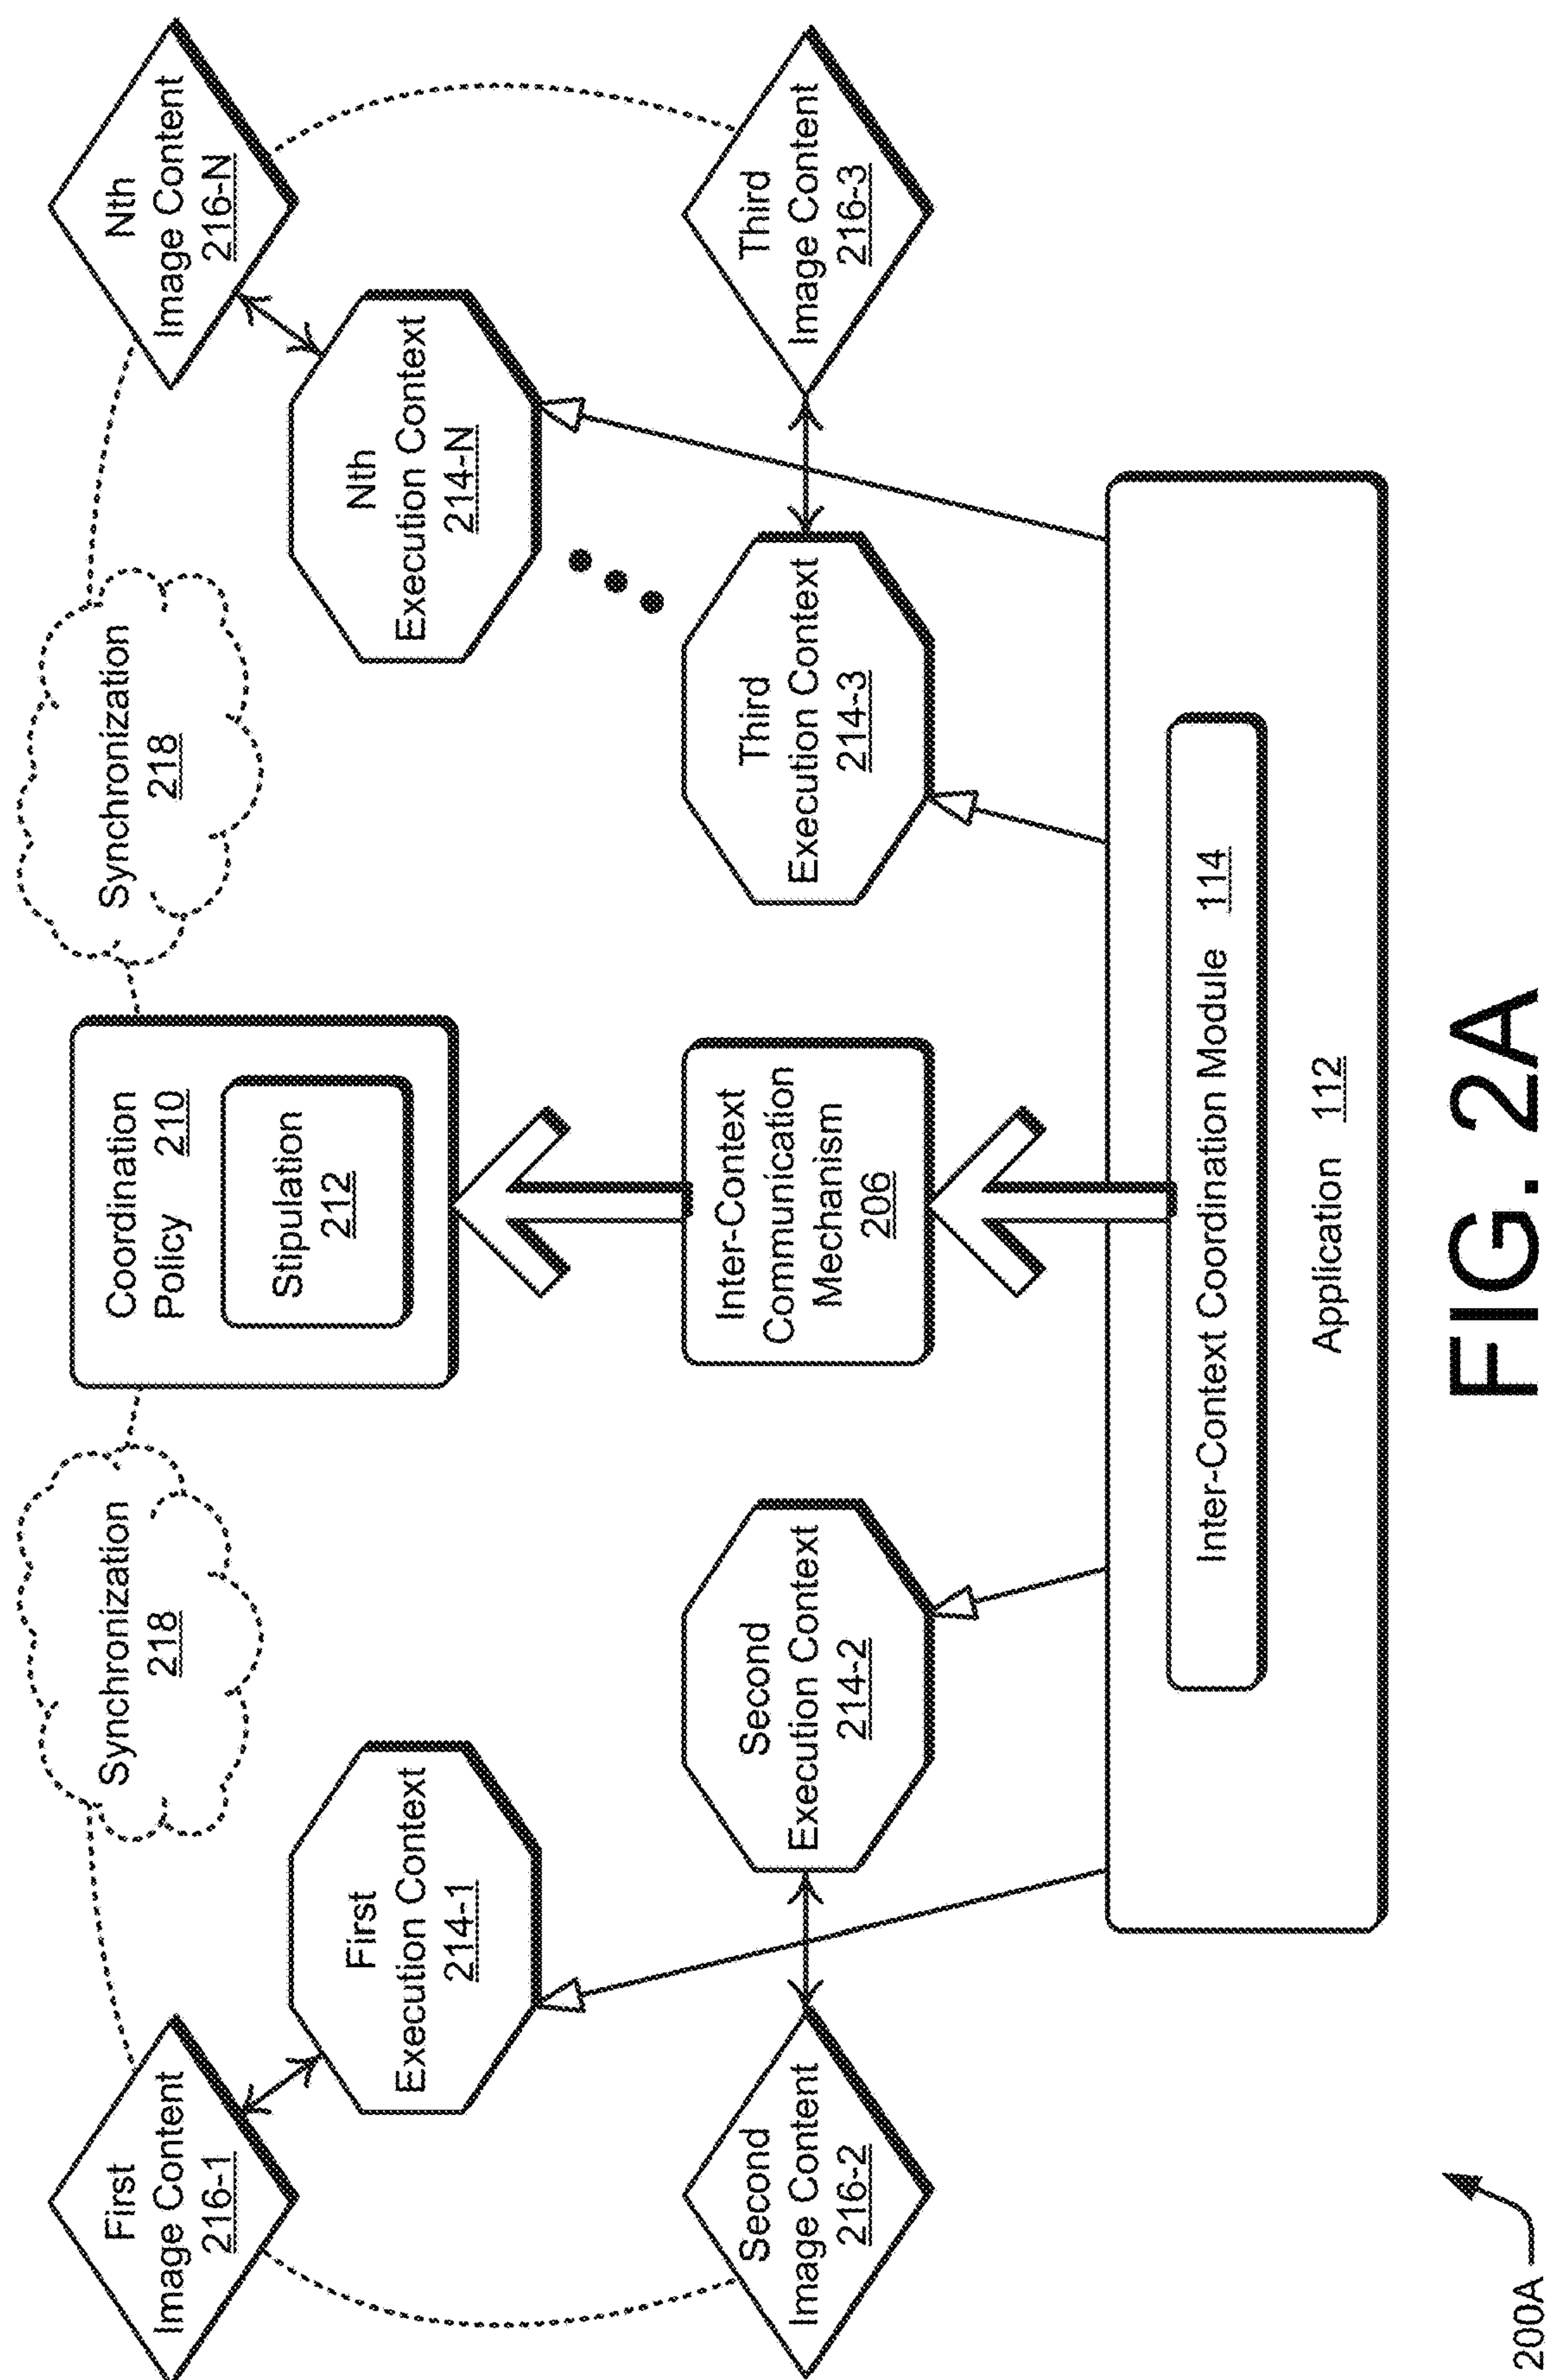 Synchronization
218
Synchronization
218
Coordination
Policy 210
Stipulation
212
First
Image Content
216-1
Nth
Image Content
216-N
First
Execution Context
214-1
Nth
Execution Context
214-N
Second
Image Content
216-2
Second
Execution Context
214-2
Inter-Context
Communication
Mechanism
206
Third
Execution Context
214-3
Third
Image Content
216-3
Inter-Context Coordination Module 114
Application 112
200A
FIG. 2A